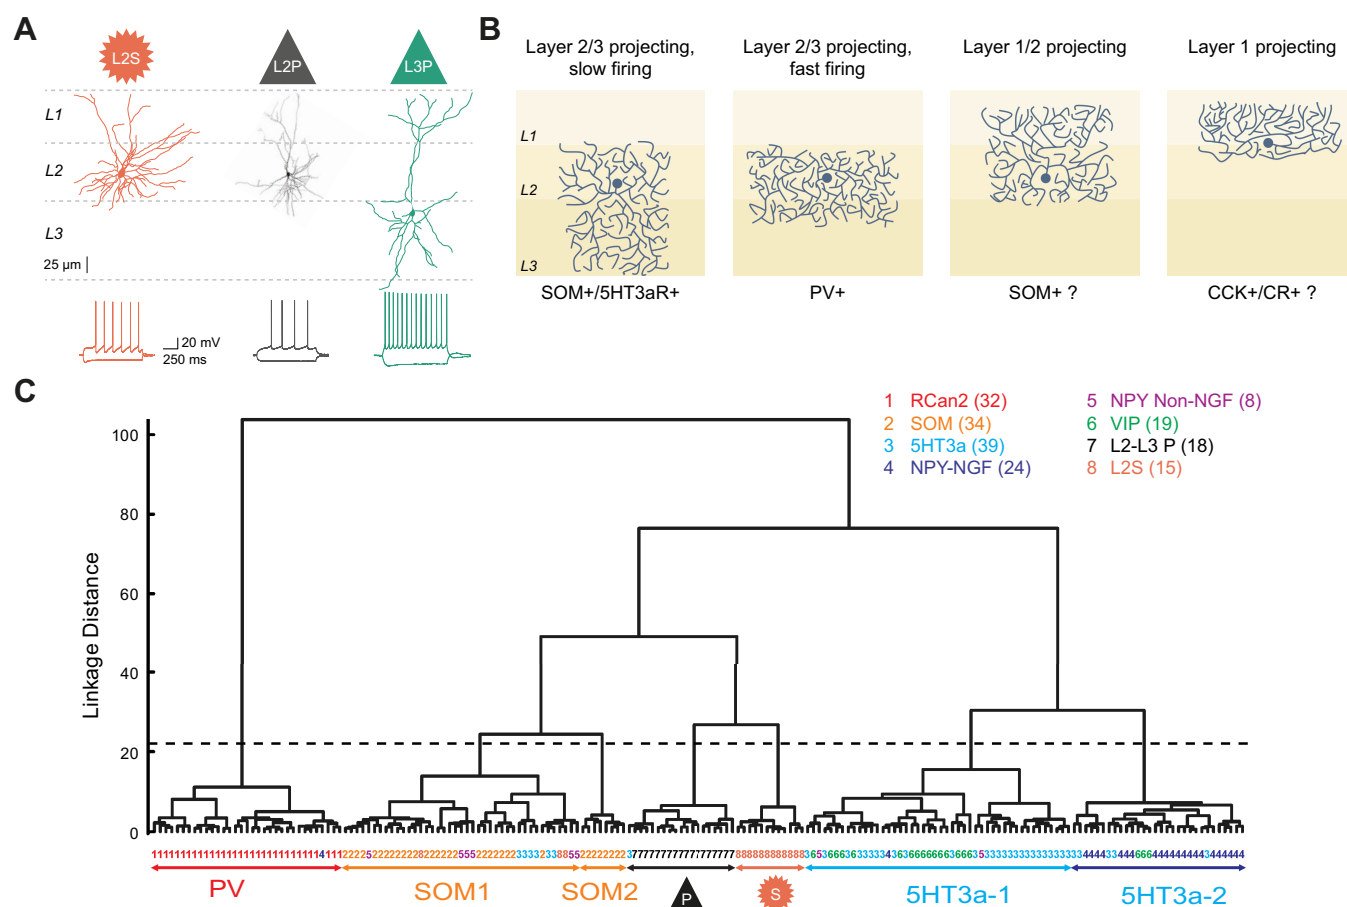 A
L2S
L2P
L3P
L1
L2
L3
25 µm
20 mV
250 ms
B
Layer 2/3 projecting,
slow firing
Layer 2/3 projecting,
fast firing
Layer 1/2 projecting
Layer 1 projecting
L1
L2
L3
SOM+/5HT3aR+
PV+
SOM+ ?
CCK+/CR+ ?
C
1 RCan2 (32)
2 SOM (34)
3 5HT3a (39)
4 NPY-NGF (24)
5 NPY Non-NGF (8)
6 VIP (19)
7 L2-L3 P (18)
8 L2S (15)
Linkage Distance
100
80
60
40
20
0
PV
SOM1
SOM2
P
S
5HT3a-1
5HT3a-2